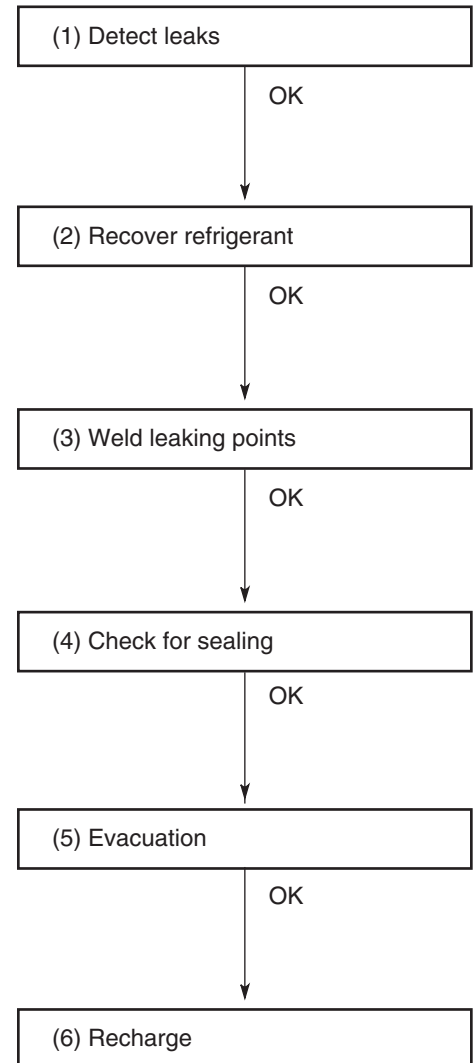 (1) Detect leaks
OK
(2) Recover refrigerant
OK
(3) Weld leaking points
OK
(4) Check for sealing
OK
(5) Evacuation
OK
(6) Recharge